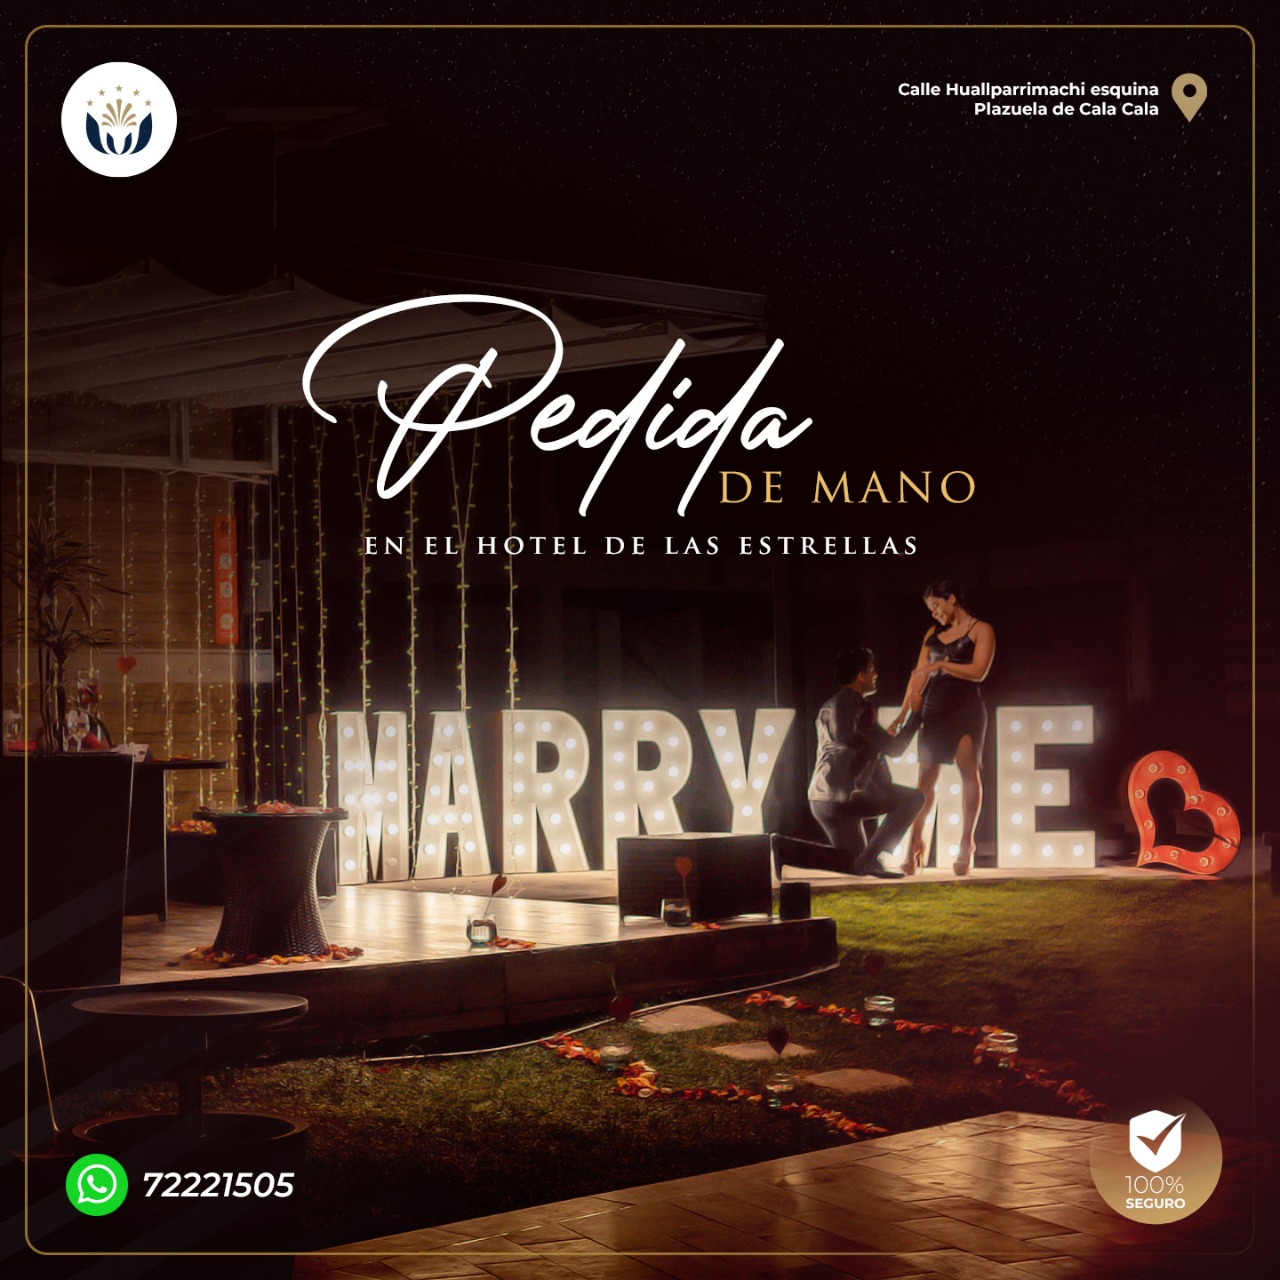 Calle Huallparrimachi esquina
Plazuela de Cala Cala
Pedida
DE MANO
EN EL HOTEL DE LAS ESTRELLAS
MARRY ME
72221505
100%
SEGURO